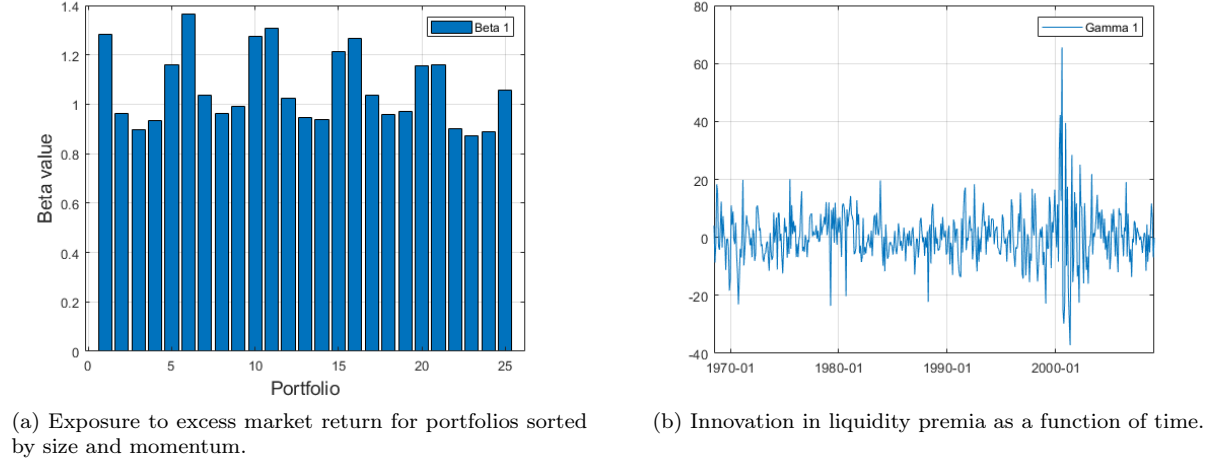 1.4
1.2
1
0.8
0.6
0.4
0.2
0
Beta value
Beta 1
0 5 10 15 20 25
Portfolio
(a) Exposure to excess market return for portfolios sorted
by size and momentum.
80
60
40
20
0
-20
-40
Gamma 1
1970-01 1980-01 1990-01 2000-01
(b) Innovation in liquidity premia as a function of time.